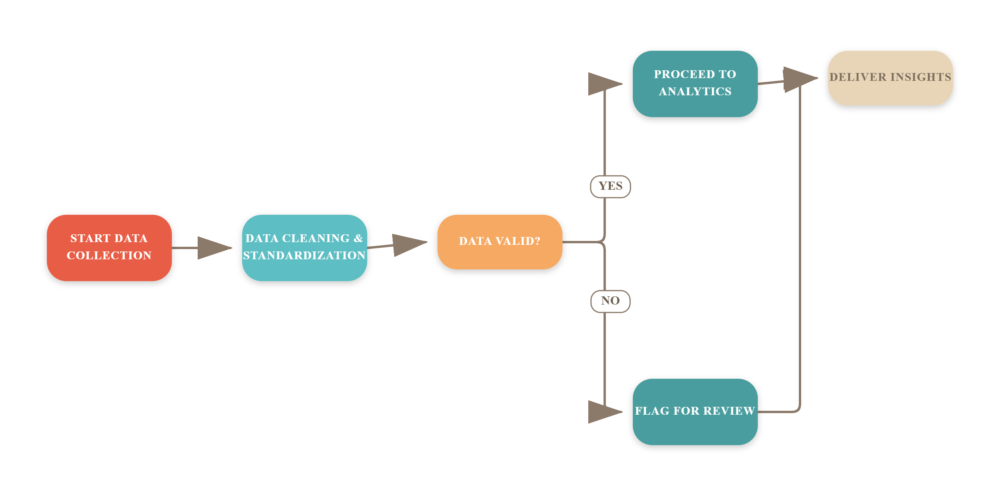 START DATA
COLLECTION
DATA CLEANING &
STANDARDIZATION
DATA VALID?
YES
NO
PROCEED TO
ANALYTICS
FLAG FOR REVIEW
DELIVER INSIGHTS